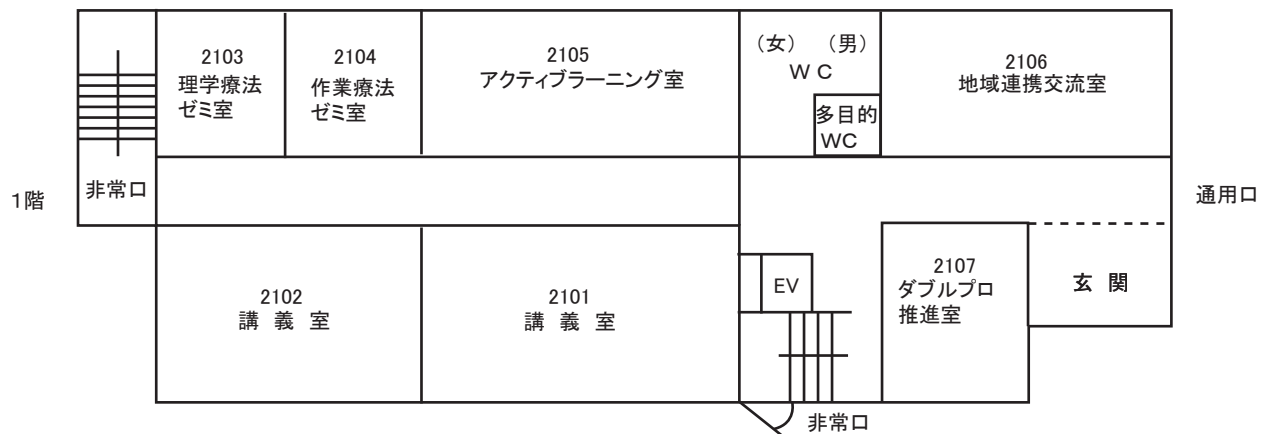 1階
非常口
2103
理学療法
ゼミ室
2104
作業療法
ゼミ室
2105
アクティブラーニング室
（女）　（男）
ＷＣ
多目的
ＷＣ
2106
地域連携交流室
通用口
2102
講 義 室
2101
講 義 室
EV
2107
ダブルプロ
推進室
玄 関
非常口